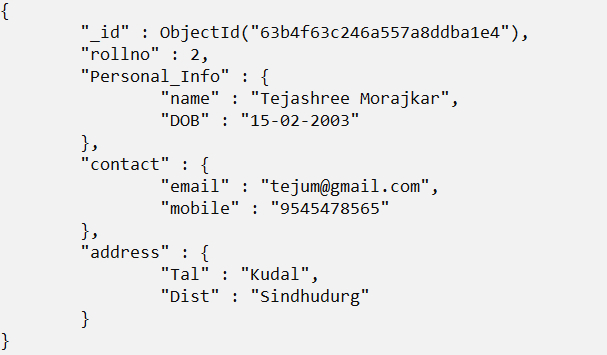 {
"_id" : ObjectId("63b4f63c246a557a8ddba1e4"),
"rollno" : 2,
"Personal_Info" : {
"name" : "Tejashree Morajkar",
"DOB" : "15-02-2003"
},
"contact" : {
"email" : "tejum@gmail.com",
"mobile" : "9545478565"
},
"address" : {
"Tal" : "Kudal",
"Dist" : "Sindhudurg"
}
}